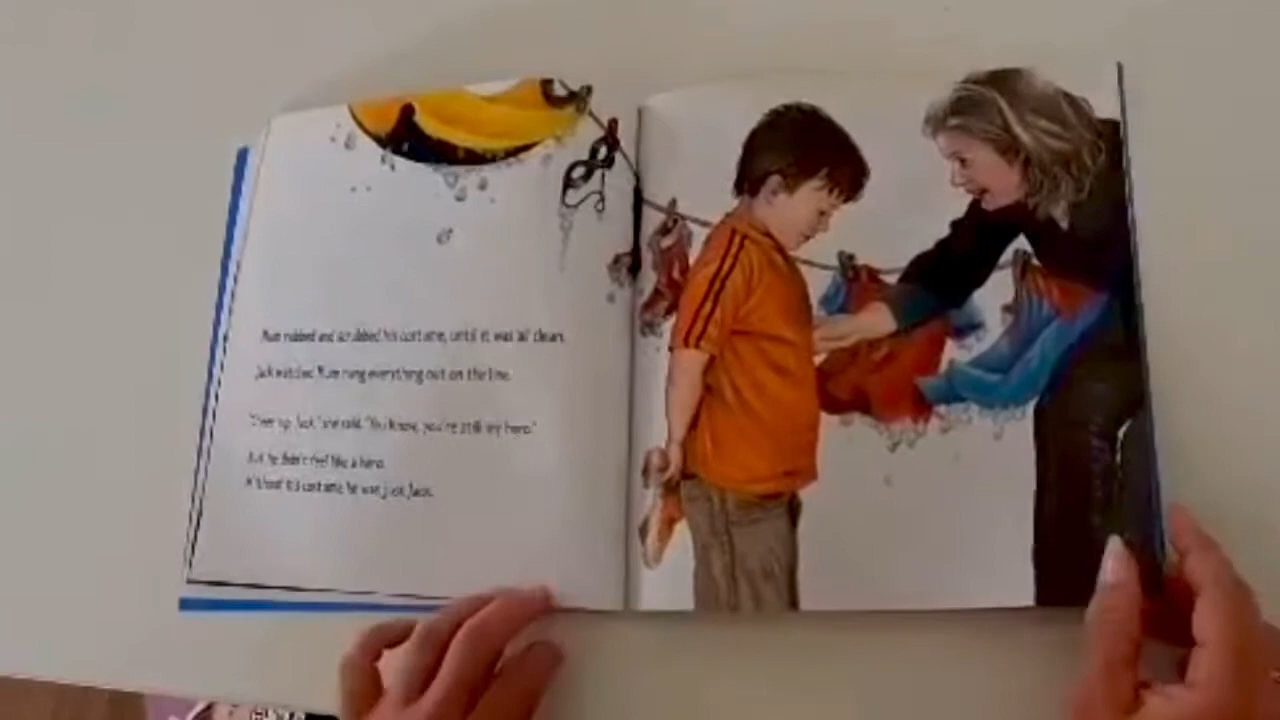 Mum rubbed and scrubbed his costume, until it was all clean.
Jack watched Mum hang everything out on the line.
"Cheer up, Jack," she said. "You know, you're still my hero."
But he didn't feel like a hero.
Without his costume he was just Jack.